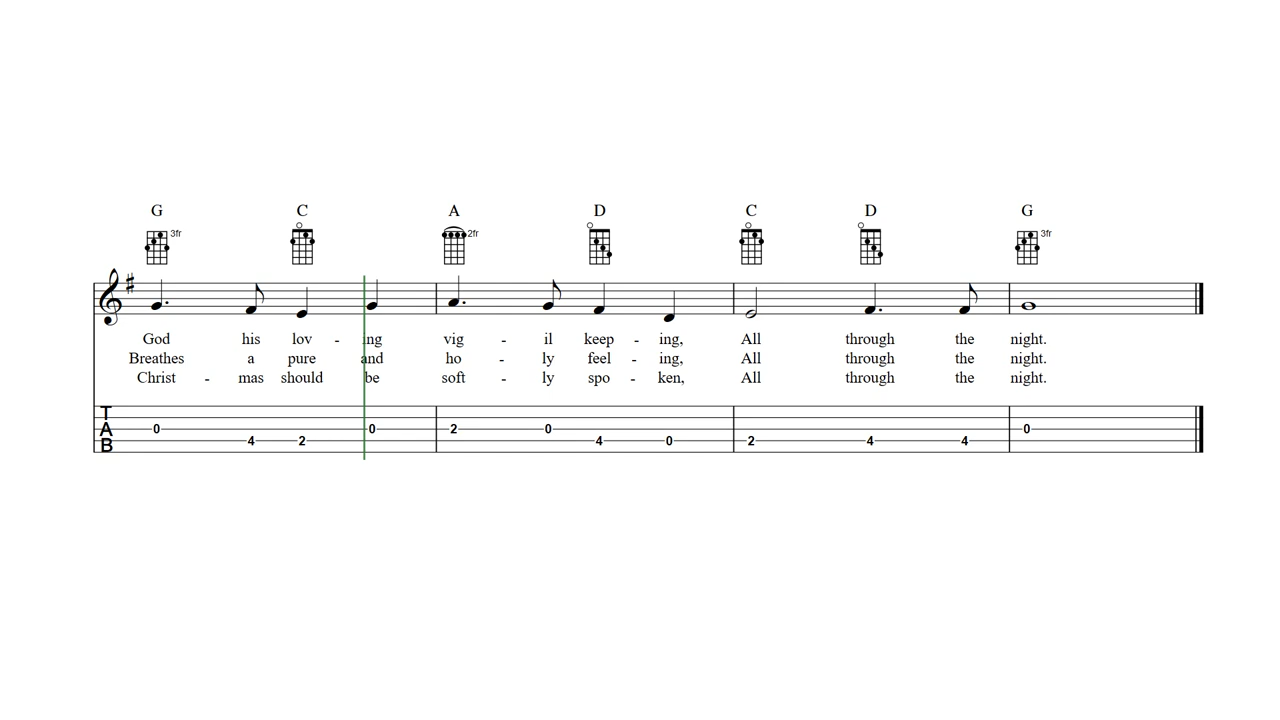 G C A D C D G
3fr 2fr 3fr
God his lov - ing vig - il keep - ing, All through the night.
Breathes a pure and ho - ly feel - ing, All through the night.
Christ - mas should be soft - ly spo - ken, All through the night.
T
A 0 0 2 0 0
B 4 2 4 0 2 4 4